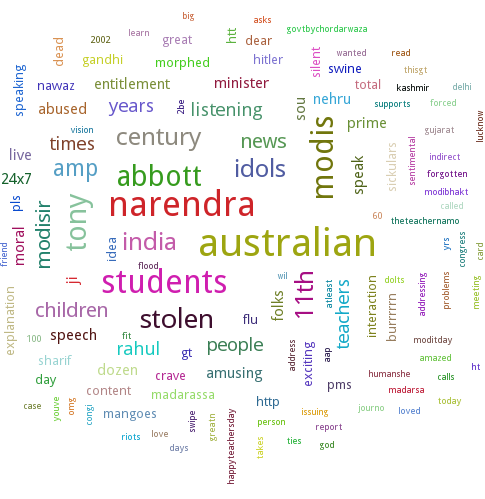 big
asks
learn
htt
govtbychordarwaza
dead
2002
great
dear
gandhi
morphed
hitler
silent
wanted
read
speaking
nawaz
entitlement
minister
swine
total
thisgt
kashmir
delhi
abused
years
2be
listening
sou
nehru
supports
forced
lucknow
vision
times
century
news
modis
prime
gujarat
live
amp
abbott
idols
speak
sickulars
sentimental
indirect
24x7
forgotten
pls
modisir
tony
narendra
modibhakt
called
moral
60
theteachernamo
friend
idea
india
australian
yrs
congress
card
ji
flood
students
wil
11th
folks
atleast
teachers
interaction
dolts
addressing
problems
meeting
explanation
children
stolen
flu
burrrrrn
100
speech
fit
rahul
people
address
exciting
aap
moditday
sharif
gt
amazed
day
dozen
crave
amusing
pms
humanshe
calls
ht
content
madarassa
http
madarsa
case
youve
omg
congi
mangoes
swipe
greatn
happyteachersday
person
issuing
journo
loved
today
riots
love
takes
ties
report
days
god